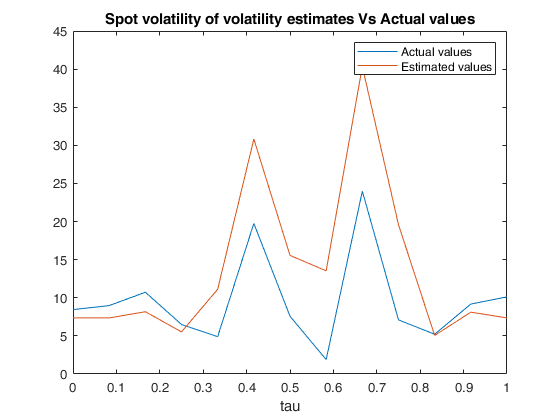 Spot volatility of volatility estimates Vs Actual values
Actual values
Estimated values
45
40
35
30
25
20
15
10
5
0
0 0.1 0.2 0.3 0.4 0.5 0.6 0.7 0.8 0.9 1
tau